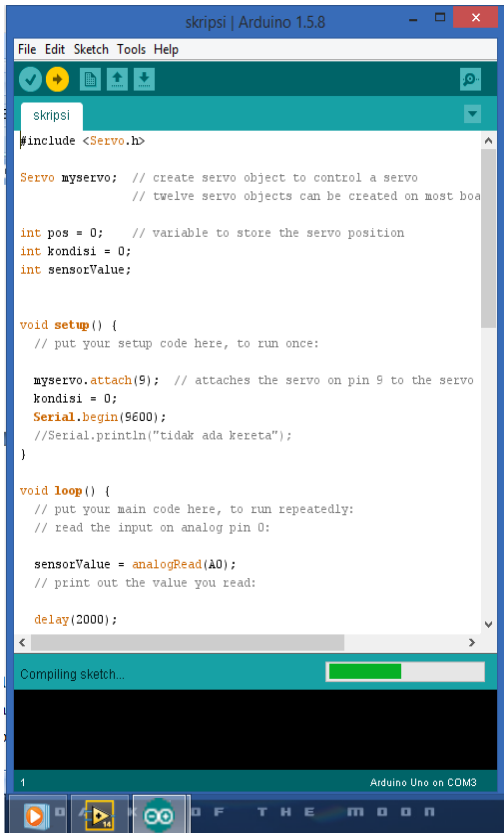 skripsi | Arduino 1.5.8
File Edit Sketch Tools Help
skripsi
#include <Servo.h>
Servo myservo;  // create servo object to control a servo
// twelve servo objects can be created on most boa
int pos = 0;    // variable to store the servo position
int kondisi = 0;
int sensorValue;
void setup() {
// put your setup code here, to run once:
myservo.attach(9);  // attaches the servo on pin 9 to the servo
kondisi = 0;
Serial.begin(9600);
//Serial.println("tidak ada kereta");
}
void loop() {
// put your main code here, to run repeatedly:
// read the input on analog pin 0:
sensorValue = analogRead(A0);
// print out the value you read:
delay(2000);
Compiling sketch...
1
Arduino Uno on COM3
14
OF THE MOON